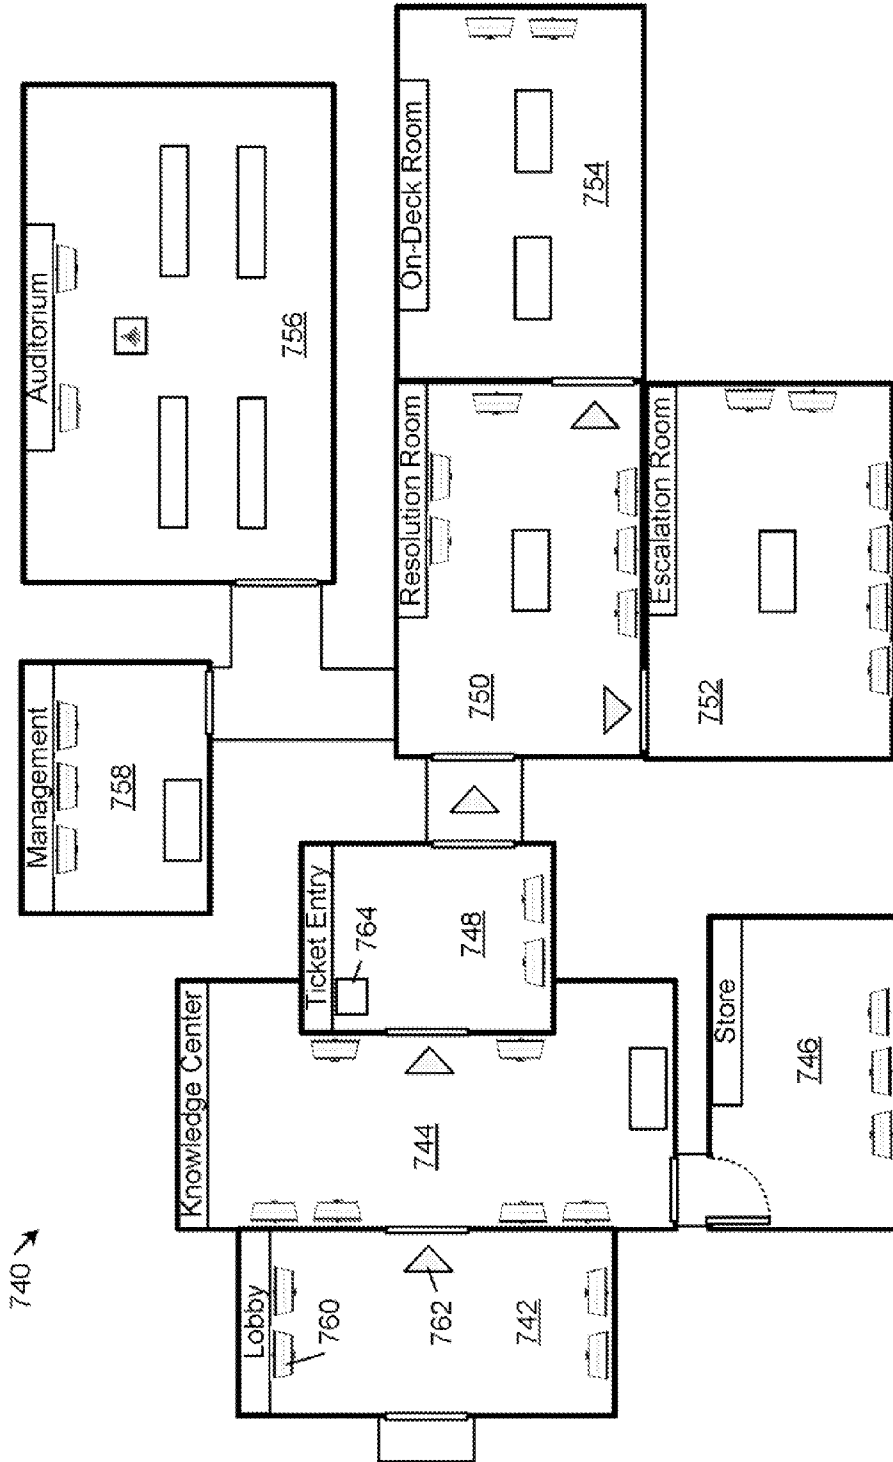 740
Lobby
760
762
742
Knowledge Center
744
Ticket Entry
764
748
Store
746
Management
758
Auditorium
756
Resolution Room
750
Escalation Room
752
On-Deck Room
754